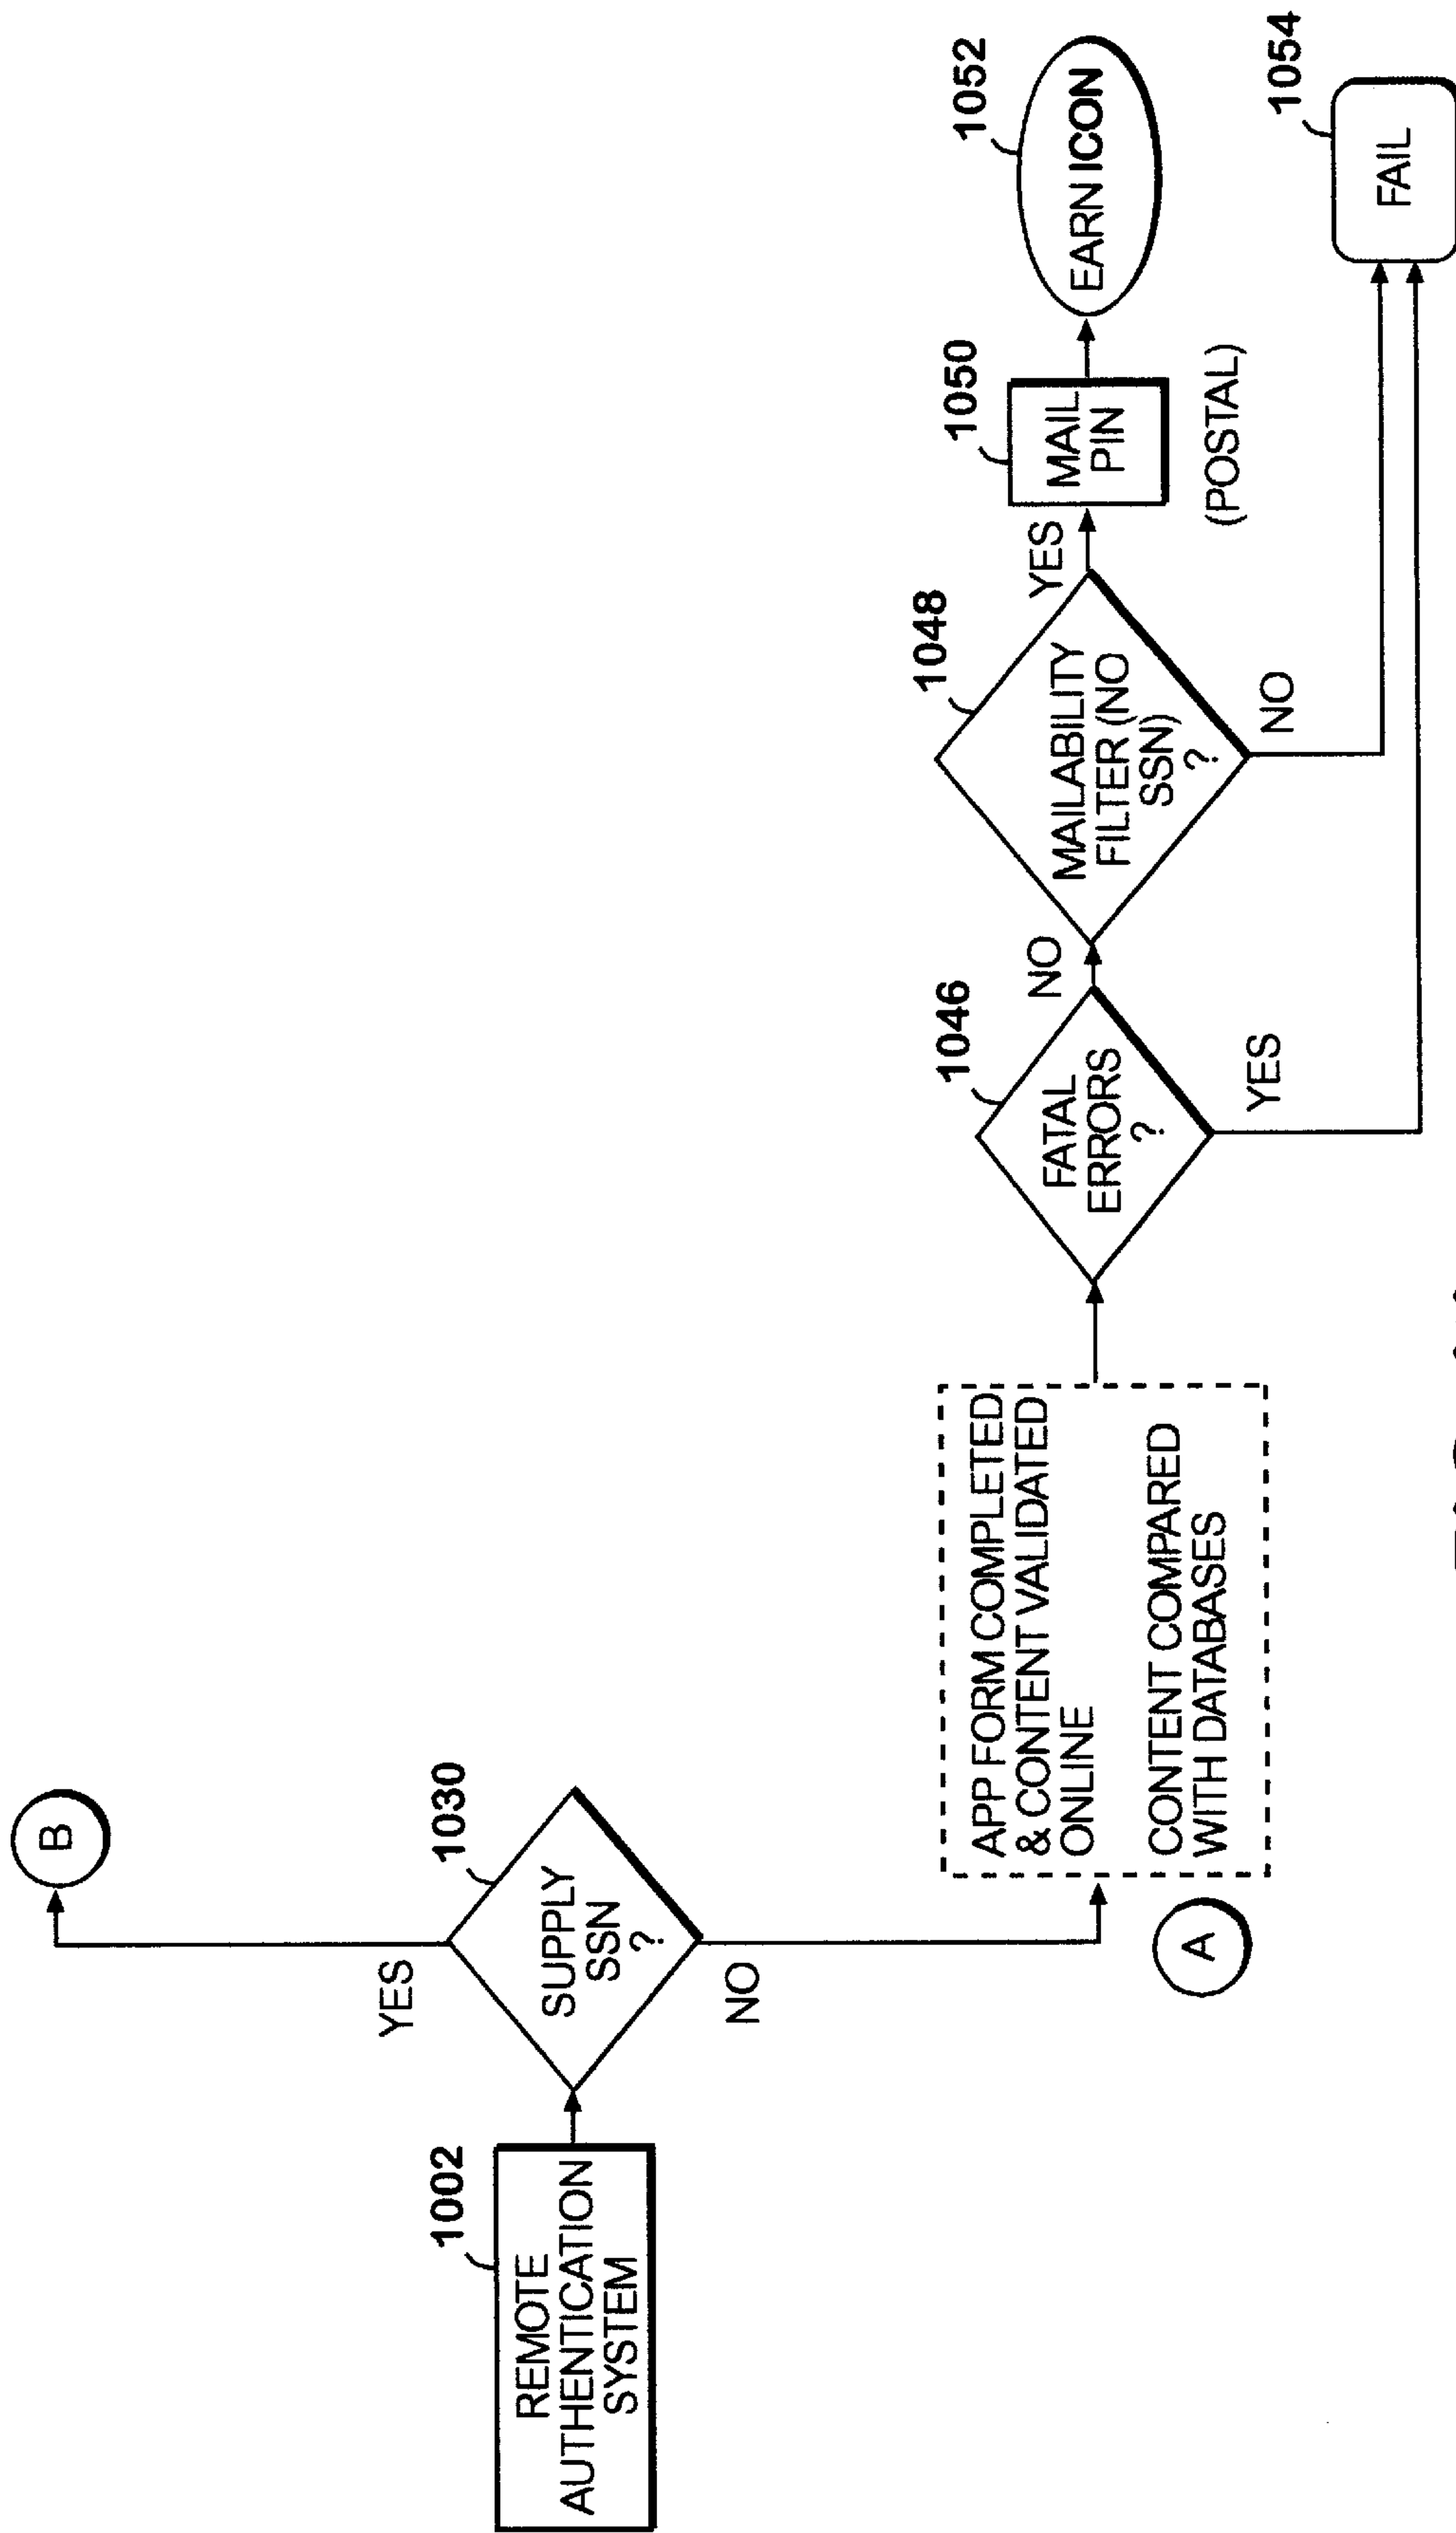 B
1030
YES
SUPPLY
SSN
?
NO
1002
REMOTE
AUTHENTICATION
SYSTEM
A
APP FORM COMPLETED
& CONTENT VALIDATED
ONLINE
CONTENT COMPARED
WITH DATABASES
1046
FATAL
ERRORS
?
NO
YES
1048
MAILABILITY
FILTER (NO
SSN)
?
YES
NO
1050
MAIL
PIN
(POSTAL)
1052
EARN ICON
1054
FAIL